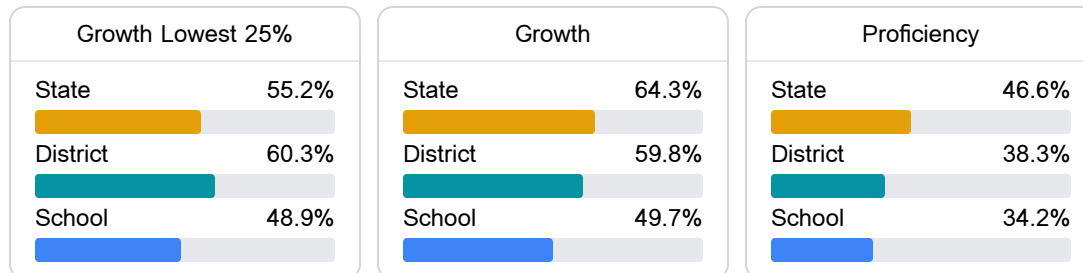 Growth Lowest 25%
State 55.2%
District 60.3%
School 48.9%
Growth
State 64.3%
District 59.8%
School 49.7%
Proficiency
State 46.6%
District 38.3%
School 34.2%